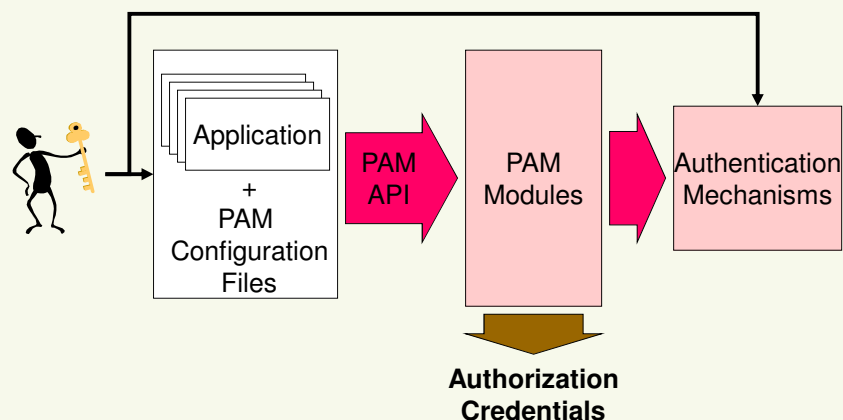 Application
+
PAM
Configuration
Files
PAM
API
PAM
Modules
Authentication
Mechanisms
Authorization
Credentials